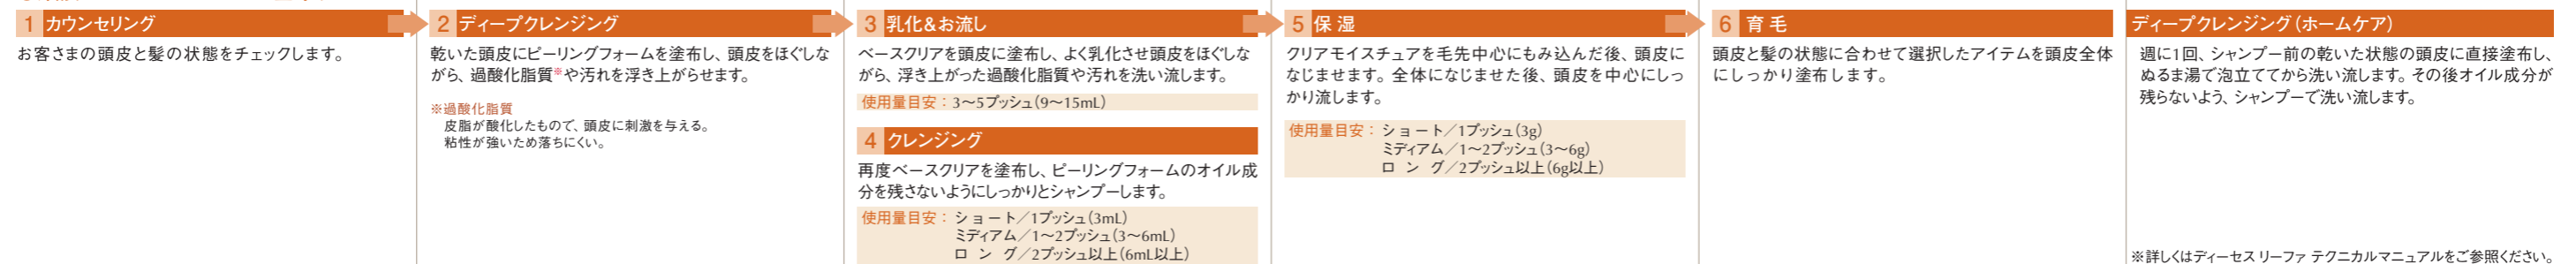 1 カウンセリング
お客さまの頭皮と髪の状態をチェックします。
2 ディープクレンジング
乾いた頭皮にピーリングフォームを塗布し、頭皮をほぐしな
がら、過酸化脂質※や汚れを浮き上がらせます。
※過酸化脂質
皮脂が酸化したもので、頭皮に刺激を与える。
粘性が強いため落ちにくい。
3 乳化&お流し
ベースクリアを頭皮に塗布し、よく乳化させ頭皮をほぐしな
がら、浮き上がった過酸化脂質や汚れを洗い流します。
使用量目安：3〜5プッシュ(9〜15mL)
4 クレンジング
再度ベースクリアを塗布し、ピーリングフォームのオイル成
分を残さないようにしっかりとシャンプーします。
使用量目安：ショート／1プッシュ(3mL)
ミディアム／1〜2プッシュ(3〜6mL)
ロング／2プッシュ以上(6mL以上)
5 保湿
クリアモイスチュアを毛先中心にもみ込んだ後、頭皮に
なじませます。全体になじませた後、頭皮を中心にしっ
かり流します。
使用量目安：ショート／1プッシュ(3g)
ミディアム／1〜2プッシュ(3〜6g)
ロング／2プッシュ以上(6g以上)
6 育毛
頭皮と髪の状態に合わせて選択したアイテムを頭皮全体
にしっかり塗布します。
ディープクレンジング(ホームケア)
週に1回、シャンプー前の乾いた状態の頭皮に直接塗布し、
ぬるま湯で泡立ててから洗い流します。その後オイル成分が
残らないよう、シャンプーで洗い流します。
※詳しくはディーセス リーファ テクニカルマニュアルをご参照ください。